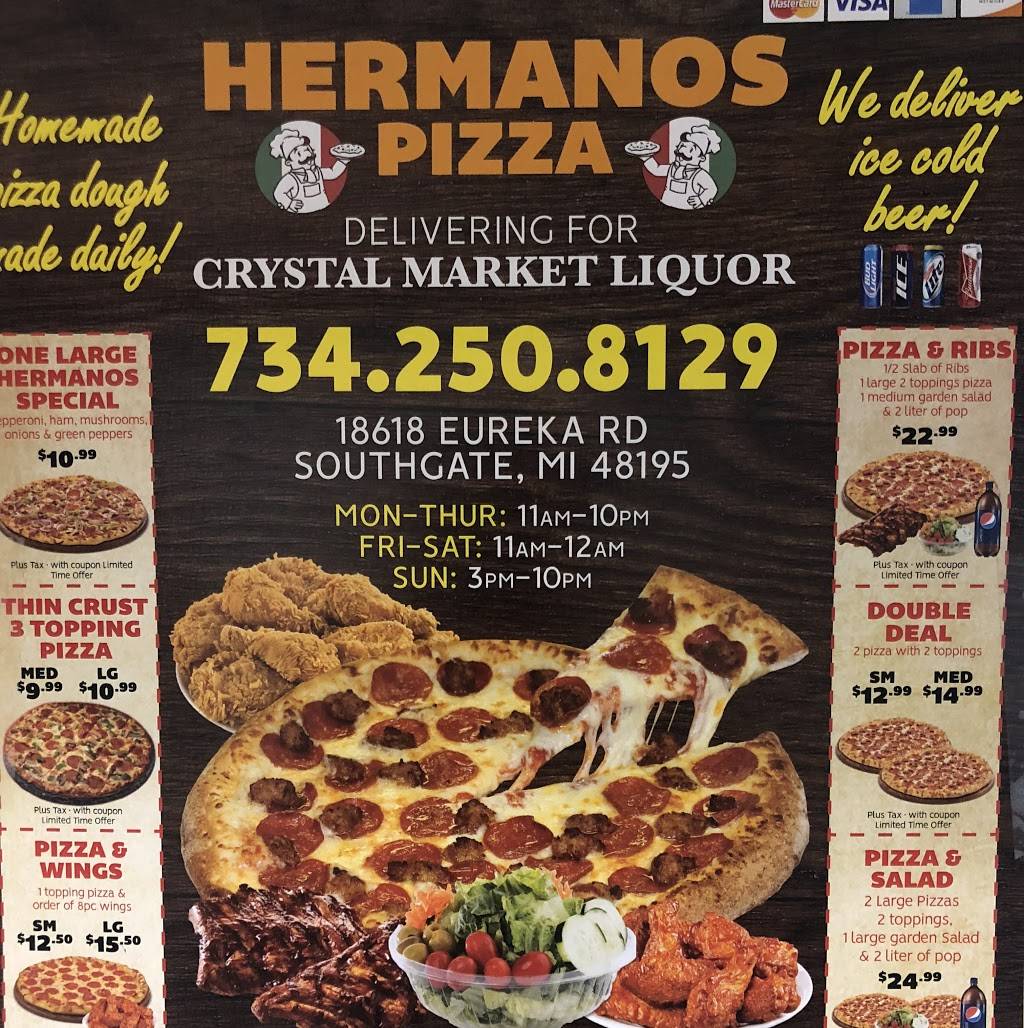 MasterCard
VISA
HERMANOS
PIZZA
Homemade
pizza dough
made daily!
We deliver
ice cold
beer!
DELIVERING FOR
CRYSTAL MARKET LIQUOR
BUD LIGHT
ICE
Lite
Budweiser
734.250.8129
18618 EUREKA RD
SOUTHGATE, MI 48195
MON-THUR: 11AM-10PM
FRI-SAT: 11AM-12AM
SUN: 3PM-10PM
ONE LARGE
HERMANOS
SPECIAL
epperoni, ham, mushrooms,
onions & green peppers
$10.99
Plus Tax · with coupon Limited
Time Offer
THIN CRUST
3 TOPPING
PIZZA
MED LG
$9.99 $10.99
Plus Tax · with coupon
Limited Time Offer
PIZZA &
WINGS
1 topping pizza &
order of 8pc wings
SM LG
$12.50 $15.50
PIZZA & RIBS
1/2 Slab of Ribs
1 large 2 toppings pizza
1 medium garden salad
& 2 liter of pop
$22.99
Plus Tax · with coupon
Limited Time Offer
DOUBLE
DEAL
2 pizza with 2 toppings
SM MED
$12.99 $14.99
Plus Tax · with coupon
Limited Time Offer
PIZZA &
SALAD
2 Large Pizzas
2 toppings,
1 large garden Salad
& 2 liter of pop
$24.99